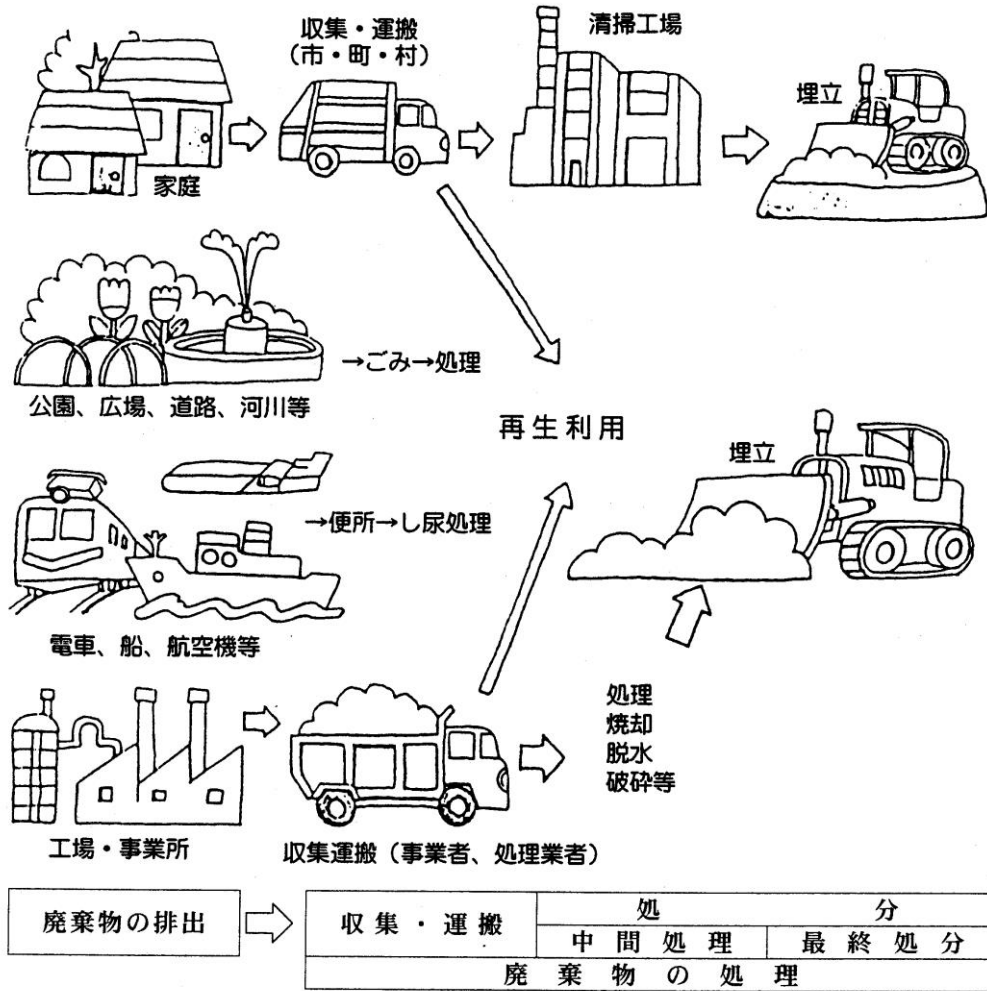 収集・運搬
(市・町・村)
清掃工場
埋立
家庭
→ごみ→処理
公園、広場、道路、河川等
再生利用
埋立
→便所→し尿処理
電車、船、航空機等
処理
焼却
脱水
破砕等
工場・事業所
収集運搬(事業者、処理業者)
廃棄物の排出
収集・運搬
処分
中間処理
最終処分
廃棄物の処理